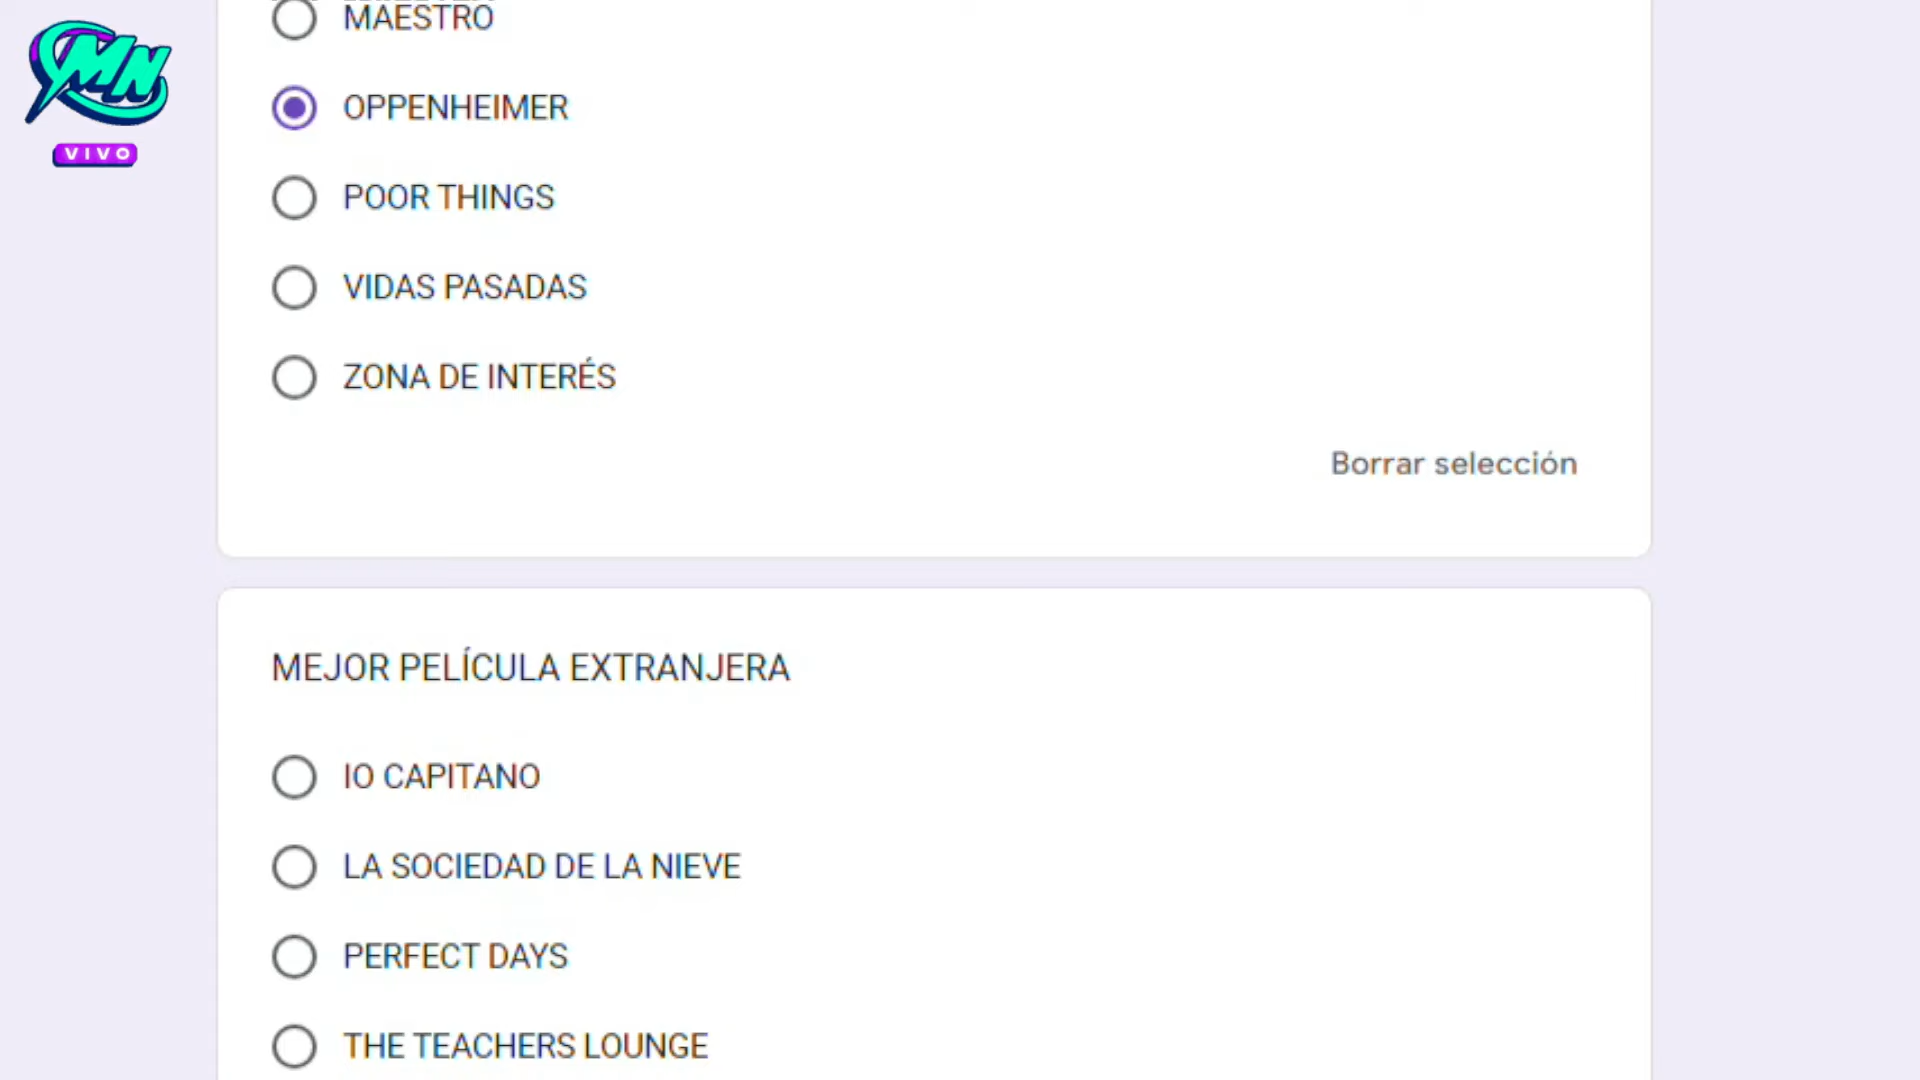 MN
VIVO
MAESTRO
OPPENHEIMER
POOR THINGS
VIDAS PASADAS
ZONA DE INTERÉS
Borrar selección
MEJOR PELÍCULA EXTRANJERA
IO CAPITANO
LA SOCIEDAD DE LA NIEVE
PERFECT DAYS
THE TEACHERS LOUNGE